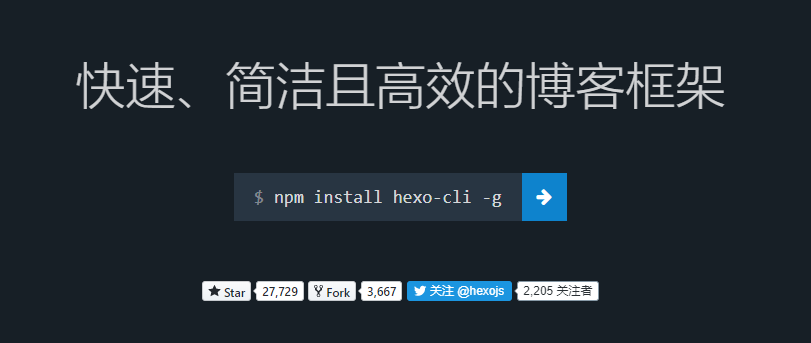 快速、简洁且高效的博客框架
$ npm install hexo-cli -g
Star 27,729 Fork 3,667 关注 @hexojs 2,205 关注者